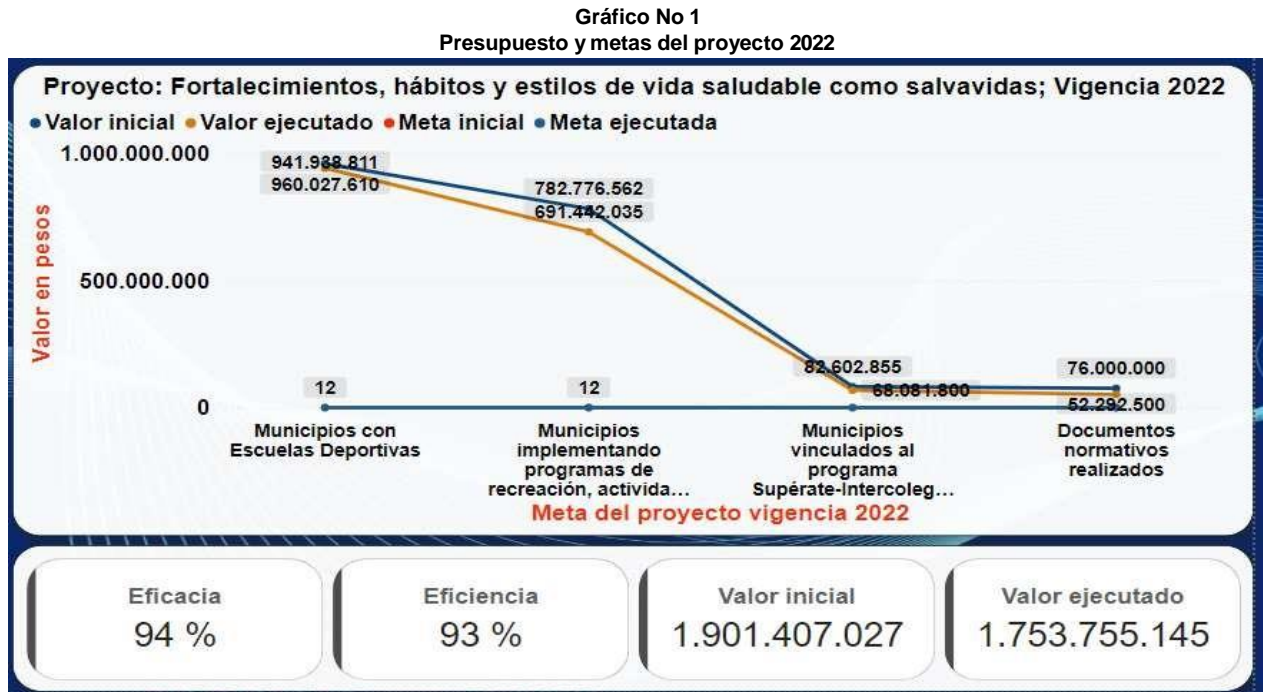 Gráfico No 1
Presupuesto y metas del proyecto 2022
Proyecto: Fortalecimientos, hábitos y estilos de vida saludable como salvavidas; Vigencia 2022
Valor inicial Valor ejecutado Meta inicial Meta ejecutada
Valor en pesos
1.000.000.000
500.000.000
0
941.938.811
960.027.610
782.776.562
691.442.035
82.602.855
68.081.800
76.000.000
52.292.500
12
12
Municipios con
Escuelas Deportivas
Municipios
implementando
programas de
recreación, activida...
Municipios
vinculados al
programa
Supérate-Intercoleg...
Documentos
normativos
realizados
Meta del proyecto vigencia 2022
Eficacia
94 %
Eficiencia
93 %
Valor inicial
1.901.407.027
Valor ejecutado
1.753.755.145